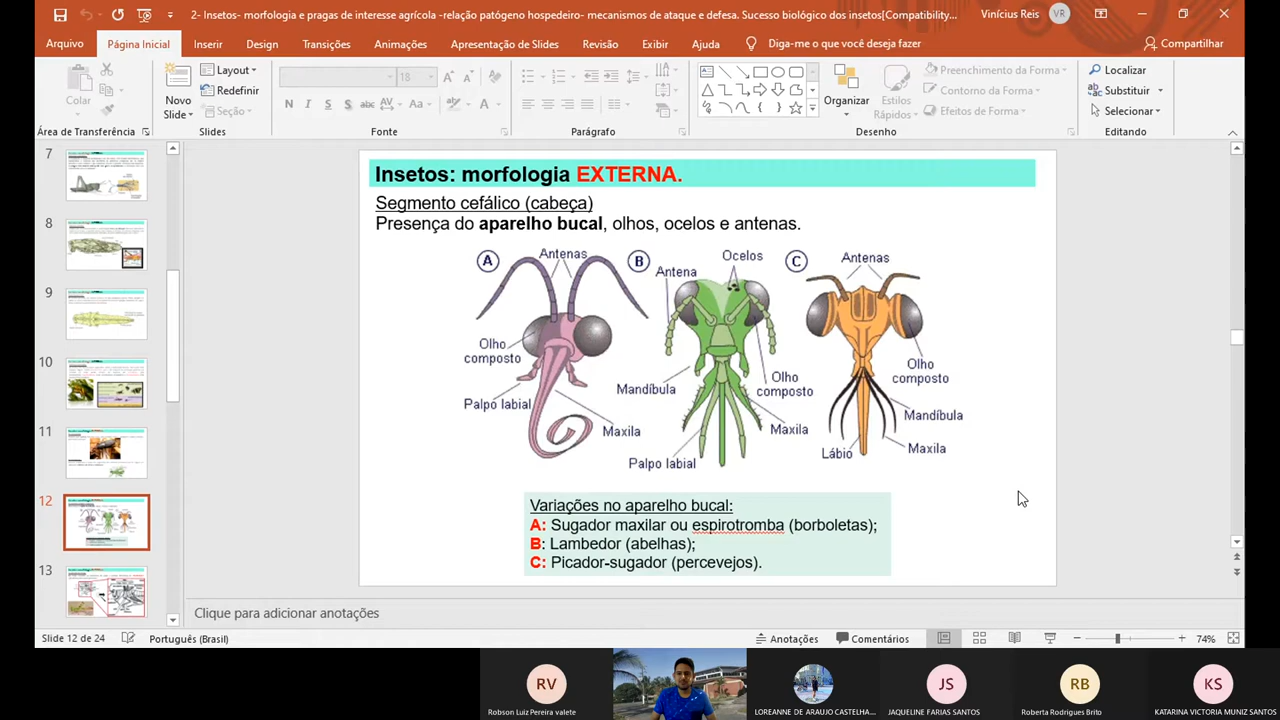 2- Insetos- morfologia e pragas de interesse agrícola -relação patógeno hospedeiro- mecanismos de ataque e defesa. Sucesso biológico dos insetos[Compatibility...
Vinícius Reis
VR
Arquivo
Página Inicial
Inserir
Design
Transições
Animações
Apresentação de Slides
Revisão
Exibir
Ajuda
Diga-me o que você deseja fazer
Compartilhar
Colar
Novo
Slide
Layout
Redefinir
Seção
18
N I S S abc AV Aa A
Organizar
Estilos
Rápidos
Preenchimento da Forma
Contorno da Forma
Efeitos de Forma
Localizar
Substituir
Selecionar
Área de Transferência
Slides
Fonte
Parágrafo
Desenho
Editando
7
8
9
10
11
12
13
Insetos: morfologia EXTERNA.
Segmento cefálico (cabeça)
Presença do aparelho bucal, olhos, ocelos e antenas.
A
Antenas
Olho
composto
Palpo labial
Maxila
B
Antena
Ocelos
Mandíbula
Olho
composto
Maxila
Palpo labial
C
Antenas
Olho
composto
Mandíbula
Maxila
Lábio
Variações no aparelho bucal:
A: Sugador maxilar ou espirotromba (borboletas);
B: Lambedor (abelhas);
C: Picador-sugador (percevejos).
Clique para adicionar anotações
Slide 12 de 24
Português (Brasil)
Anotações
Comentários
74%
RV
Robson Luiz Pereira valete
LOREANNE DE ARAUJO CASTELHA...
JS
JAQUELINE FARIAS SANTOS
RB
Roberta Rodrigues Brito
KS
KATARINA VICTORIA MUNIZ SANTOS